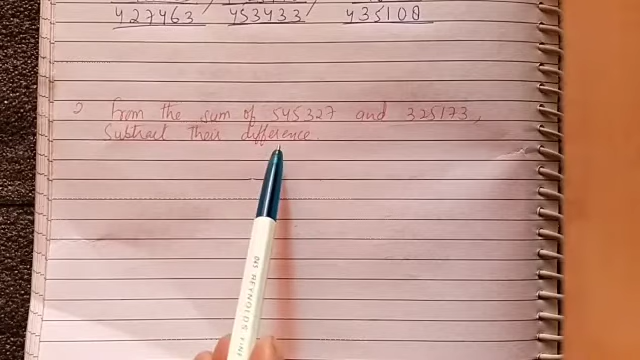 427463 / 453433 / 435108
2) From the sum of 545327 and 325173,
Subtract their difference.
REYNOLDS